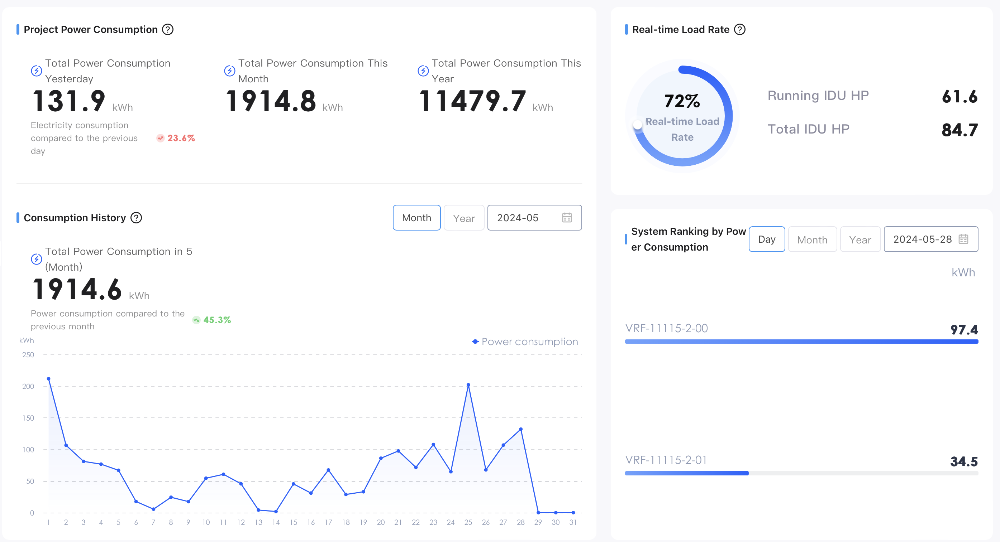 Project Power Consumption ?
Total Power Consumption
Yesterday
131.9 kWh
Electricity consumption
compared to the previous
day
23.6%
Total Power Consumption This
Month
1914.8 kWh
Total Power Consumption This
Year
11479.7 kWh
Real-time Load Rate ?
72%
Real-time Load
Rate
Running IDU HP 61.6
Total IDU HP 84.7
Consumption History ?
Month Year 2024-05
Total Power Consumption in 5
(Month)
1914.6 kWh
Power consumption compared to the
previous month
45.3%
kWh
Power consumption
250
200
150
100
50
0
1 2 3 4 5 6 7 8 9 10 11 12 13 14 15 16 17 18 19 20 21 22 23 24 25 26 27 28 29 30 31
System Ranking by Pow
er Consumption
Day Month Year 2024-05-28
kWh
VRF-11115-2-00 97.4
VRF-11115-2-01 34.5